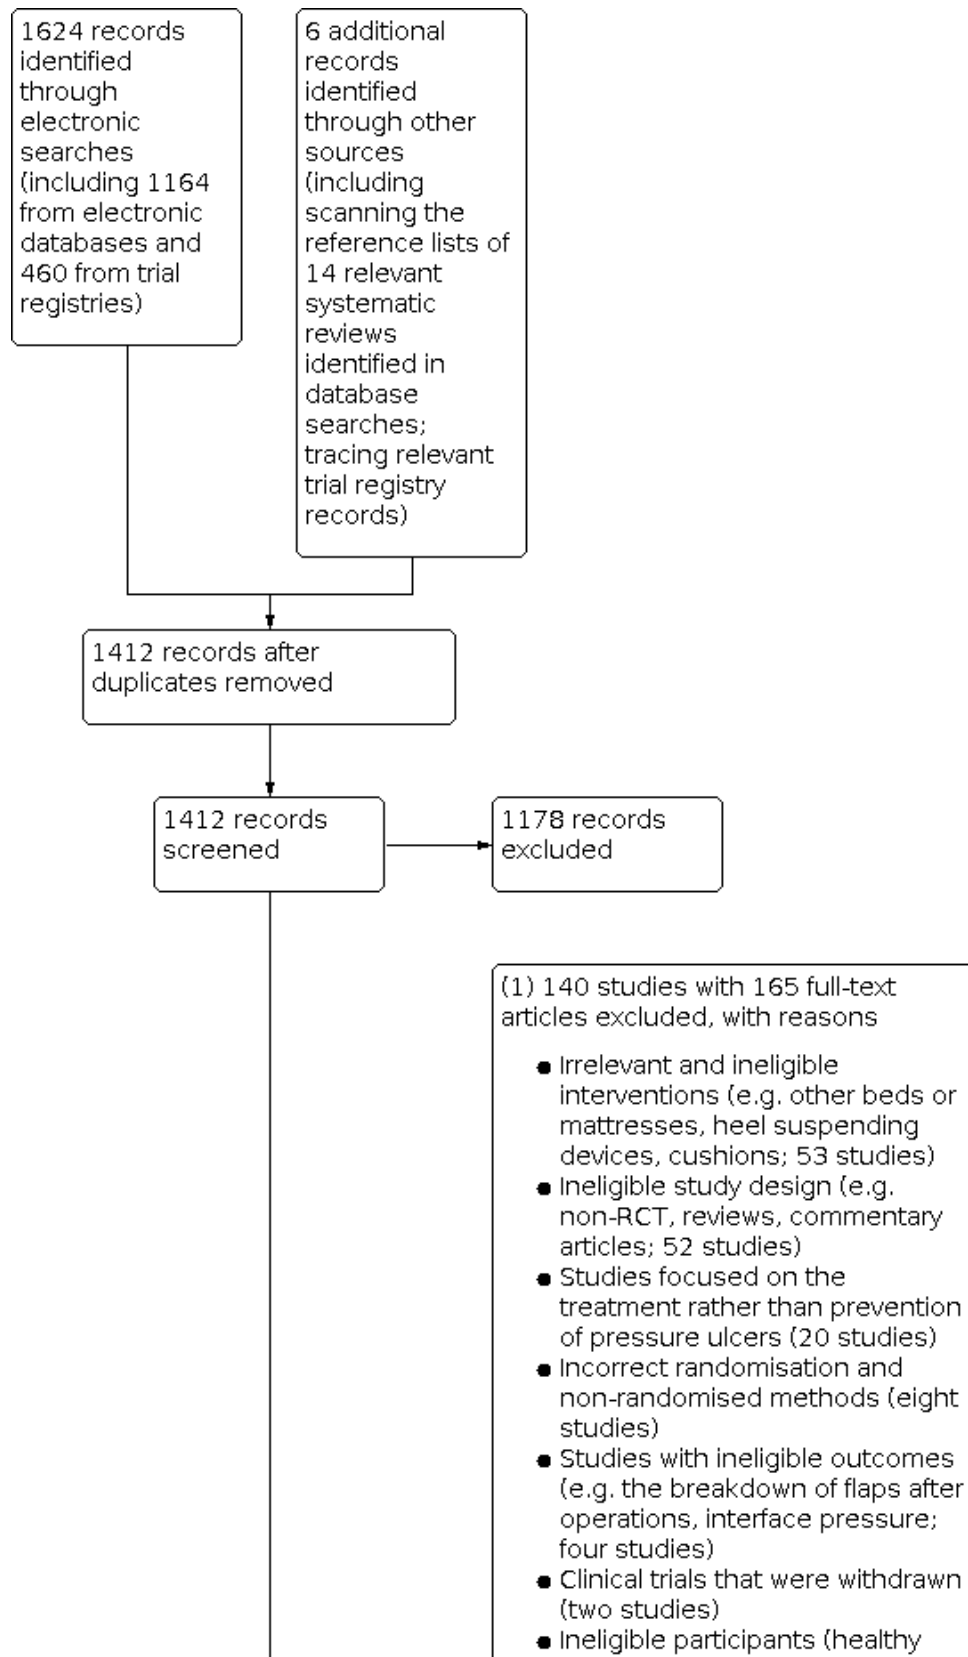 1624 records
identified
through
electronic
searches
(including 1164
from electronic
databases and
460 from trial
registries)
6 additional
records
identified
through other
sources
(including
scanning the
reference lists of
14 relevant
systematic
reviews
identified in
database
searches;
tracing relevant
trial registry
records)
1412 records after
duplicates removed
1412 records
screened
1178 records
excluded
(1) 140 studies with 165 full-text
articles excluded, with reasons
● Irrelevant and ineligible
interventions (e.g. other beds or
mattresses, heel suspending
devices, cushions; 53 studies)
● Ineligible study design (e.g.
non-RCT, reviews, commentary
articles; 52 studies)
● Studies focused on the
treatment rather than prevention
of pressure ulcers (20 studies)
● Incorrect randomisation and
non-randomised methods (eight
studies)
● Studies with ineligible outcomes
(e.g. the breakdown of flaps after
operations, interface pressure;
four studies)
● Clinical trials that were withdrawn
(two studies)
● Ineligible participants (healthy